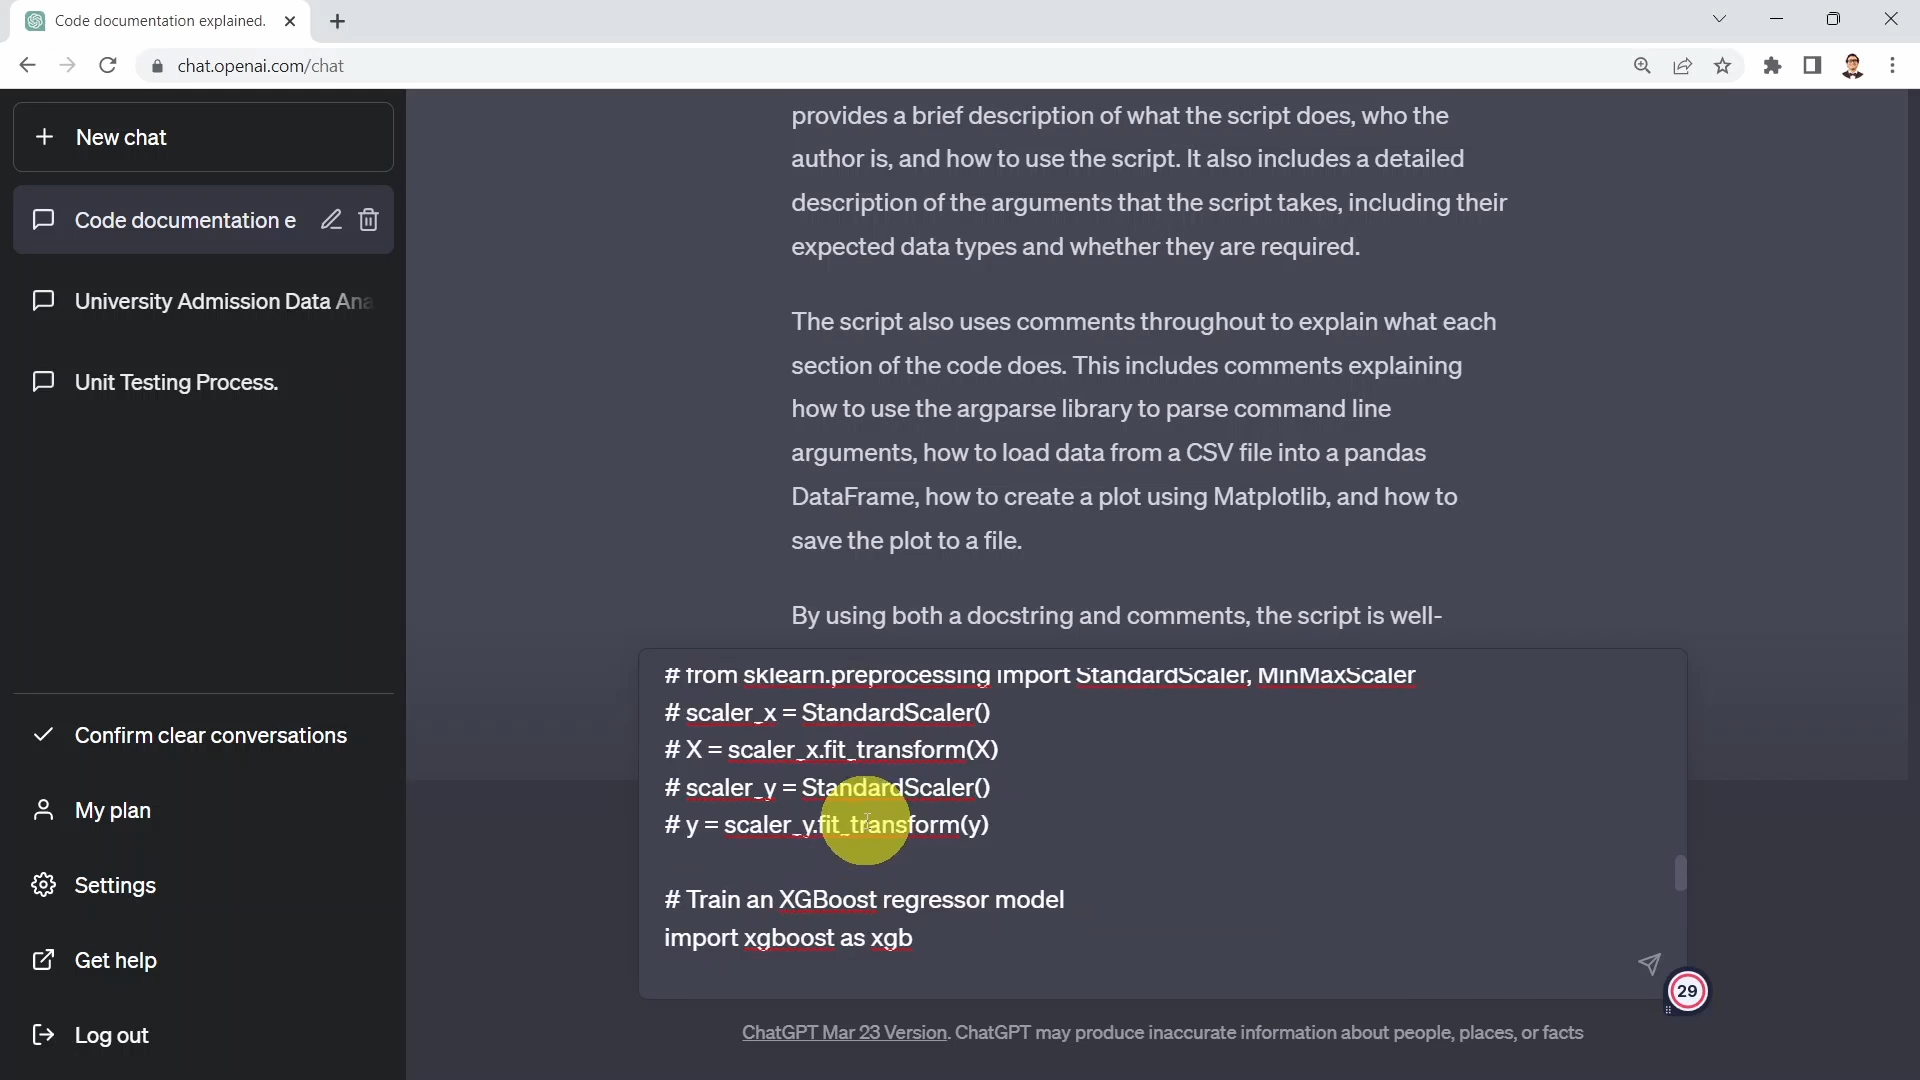 Code documentation explained.
chat.openai.com/chat
New chat
Code documentation e
University Admission Data Ana
Unit Testing Process.
Confirm clear conversations
My plan
Settings
Get help
Log out
provides a brief description of what the script does, who the
author is, and how to use the script. It also includes a detailed
description of the arguments that the script takes, including their
expected data types and whether they are required.
The script also uses comments throughout to explain what each
section of the code does. This includes comments explaining
how to use the argparse library to parse command line
arguments, how to load data from a CSV file into a pandas
DataFrame, how to create a plot using Matplotlib, and how to
save the plot to a file.
By using both a docstring and comments, the script is well-
# from sklearn.preprocessing import StandardScaler, MinMaxScaler
# scaler_x = StandardScaler()
# X = scaler_x.fit_transform(X)
# scaler_y = StandardScaler()
# y = scaler_y.fit_transform(y)
# Train an XGBoost regressor model
import xgboost as xgb
29
ChatGPT Mar 23 Version. ChatGPT may produce inaccurate information about people, places, or facts